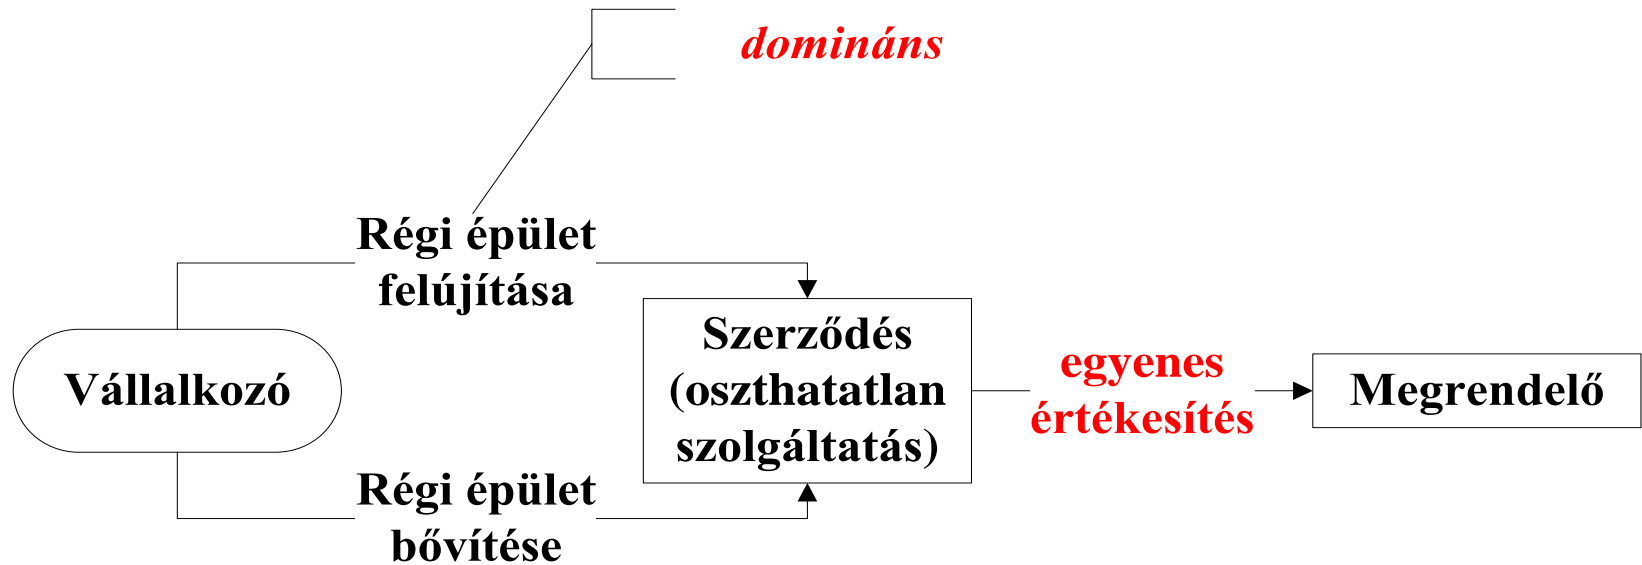 domináns
Régi épület
felújítása
Szerződés
(oszthatatlan
szolgáltatás)
Vállalkozó
egyenes
értékesítés
Megrendelő
Régi épület
bővítése